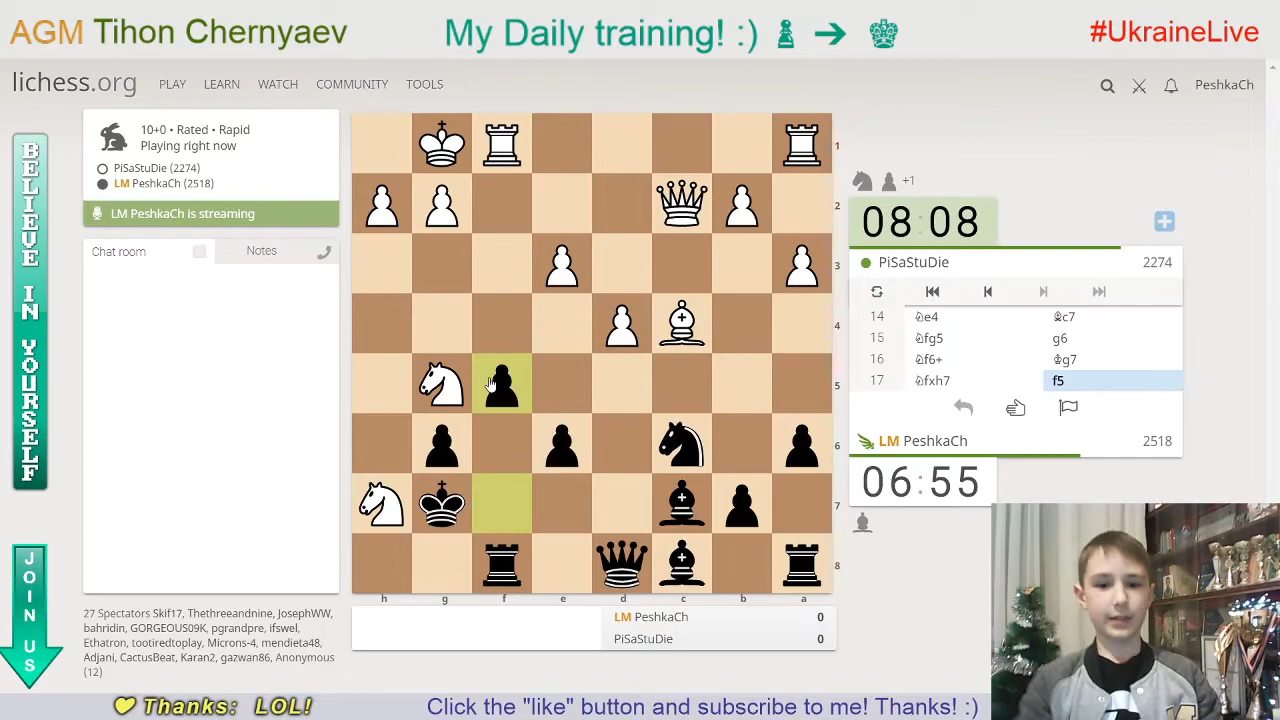 AGM Tihon Chernyaev
My Daily training! :)
#UkraineLive
lichess.org
PLAY
LEARN
WATCH
COMMUNITY
TOOLS
PeshkaCh
BELIEVE IN YOURSELF
JOIN US
10+0 • Rated • Rapid
Playing right now
PiSaStuDie (2274)
LM PeshkaCh (2518)
LM PeshkaCh is streaming
Chat room
Notes
27 Spectators Skif17, Thethreeandnine, JosephWW,
bahridin, GORGEOUS09K, pgrandpre, ifswel,
Ethatron, tootiredtoplay, Microns-4, mendieta48,
Adjani, CactusBeat, Karan2, gazwan86, Anonymous
(12)
1
2
3
4
5
6
7
8
h g f e d c b a
LM PeshkaCh 0
PiSaStuDie 0
+1
08:08
PiSaStuDie 2274
14 ♘e4 ♗c7
15 ♘fg5 g6
16 ♘f6+ ♔g7
17 ♘fxh7 f5
LM PeshkaCh 2518
06:55
Thanks: LOL!
Click the "like" button and subscribe to me! Thanks! :)